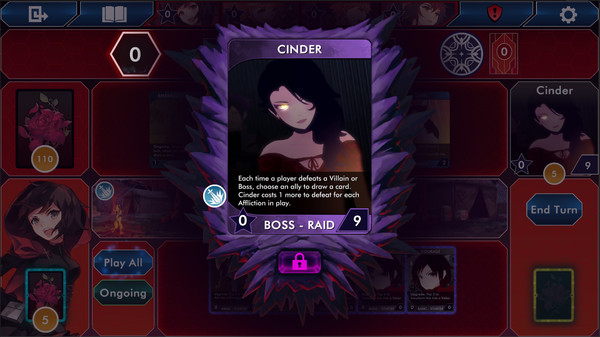 0
0
0
CINDER
Cinder
110
Each time a player defeats a Villain or
Boss, choose an ally to draw a card.
Cinder costs 1 more to defeat for each
Affliction in play.
0 BOSS - RAID 9
0 9
5
End Turn
Play All
Ongoing
5